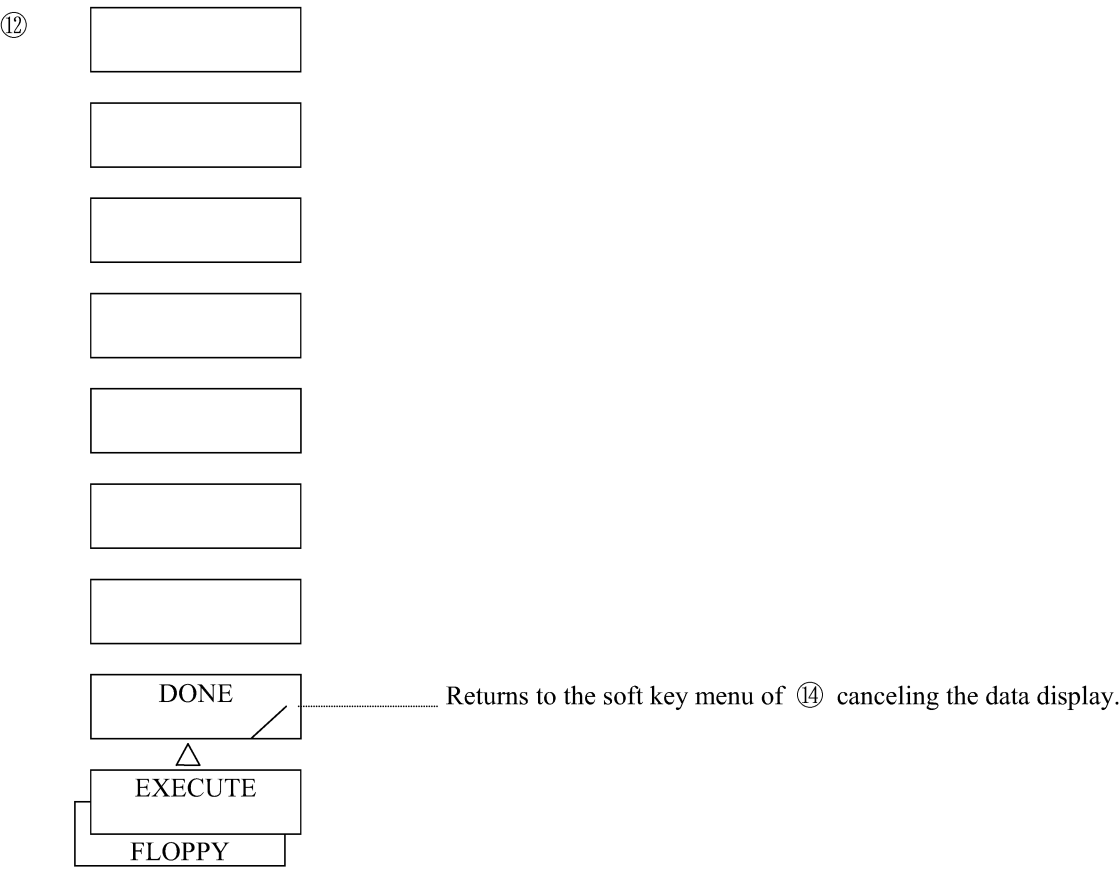 ⑫
DONE
Returns to the soft key menu of ⑭ canceling the data display.
EXECUTE
FLOPPY